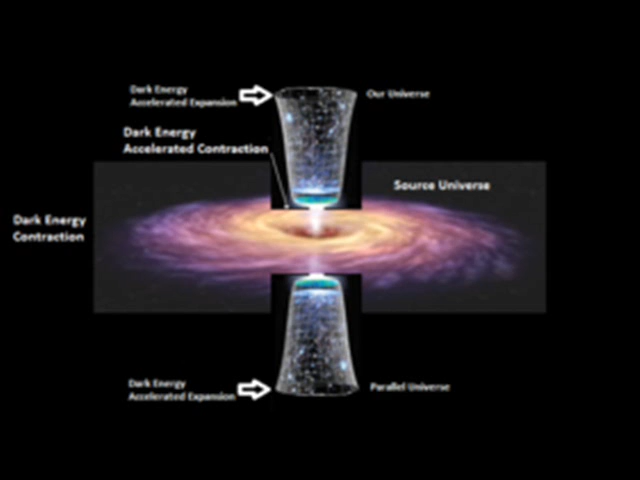 Dark Energy
Accelerated Expansion
Our Universe
Dark Energy
Accelerated Contraction
Source Universe
Dark Energy
Contraction
Dark Energy
Accelerated Expansion
Parallel Universe